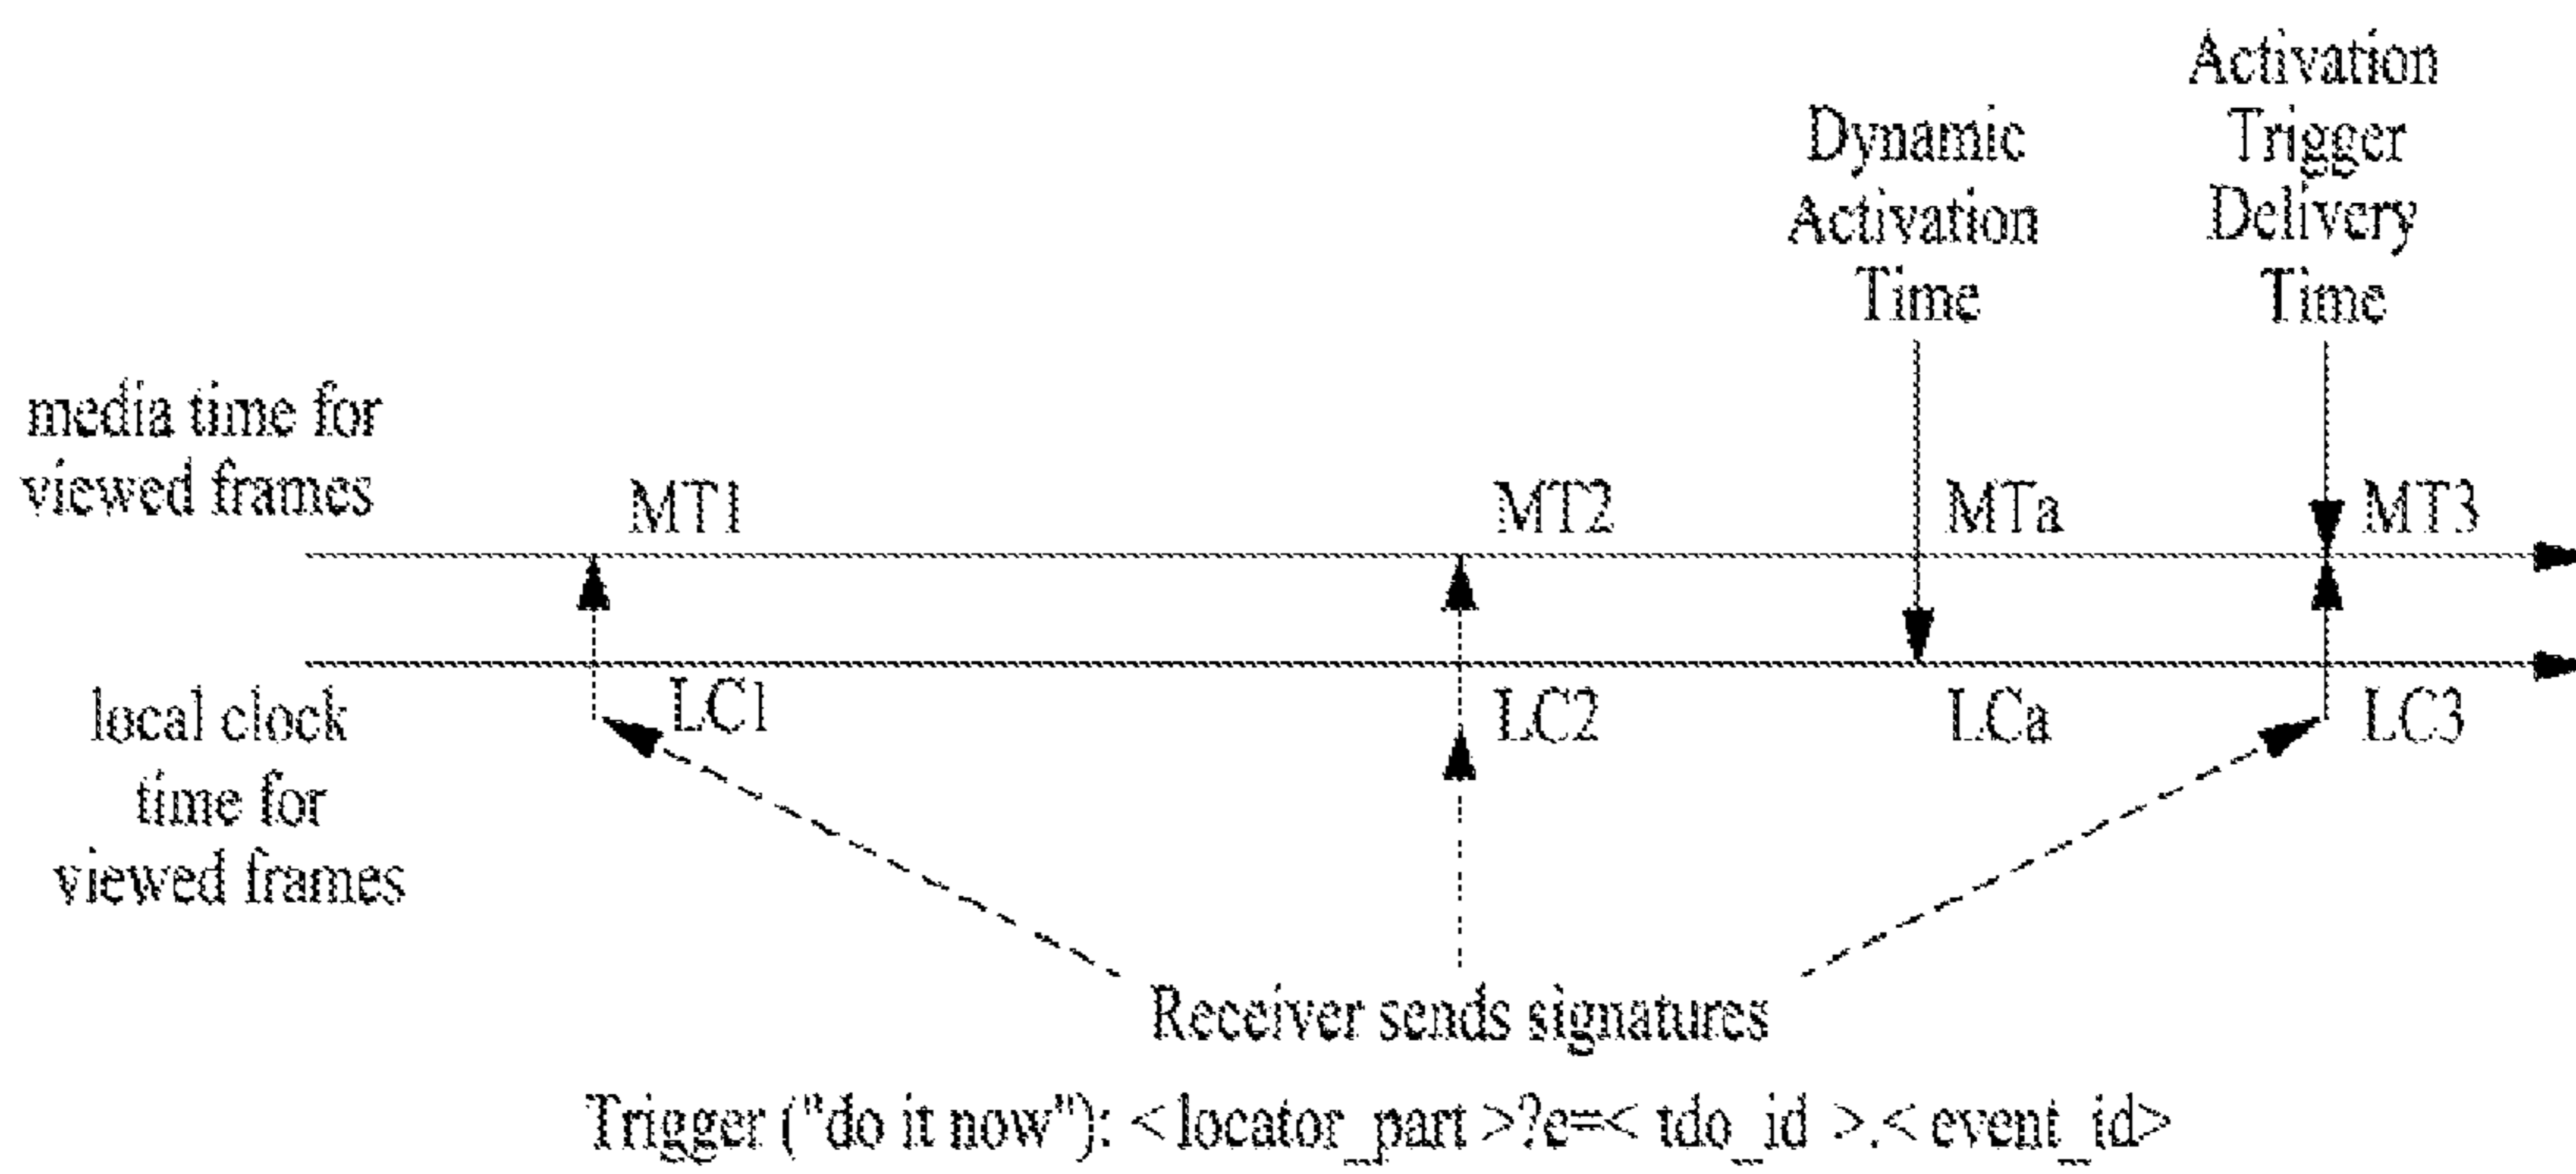 Activation
Trigger
Delivery
Time
Dynamic
Activation
Time
media time for
viewed frames
MT1
MT2
MTa
MT3
local clock
time for
viewed frames
LC1
LC2
LCa
LC3
Receiver sends signatures
Trigger ("do it now"): <locator_part>?e=< tdo_id >.< event_id>